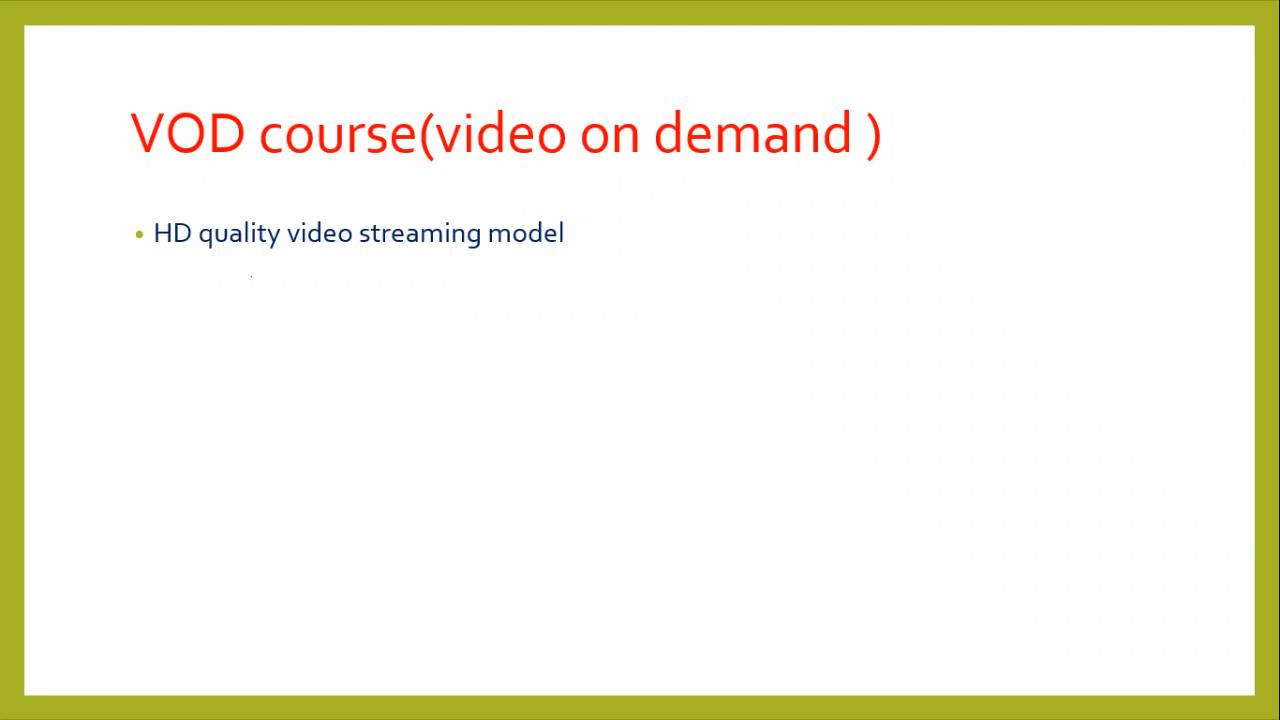 VOD course(video on demand )
• HD quality video streaming model